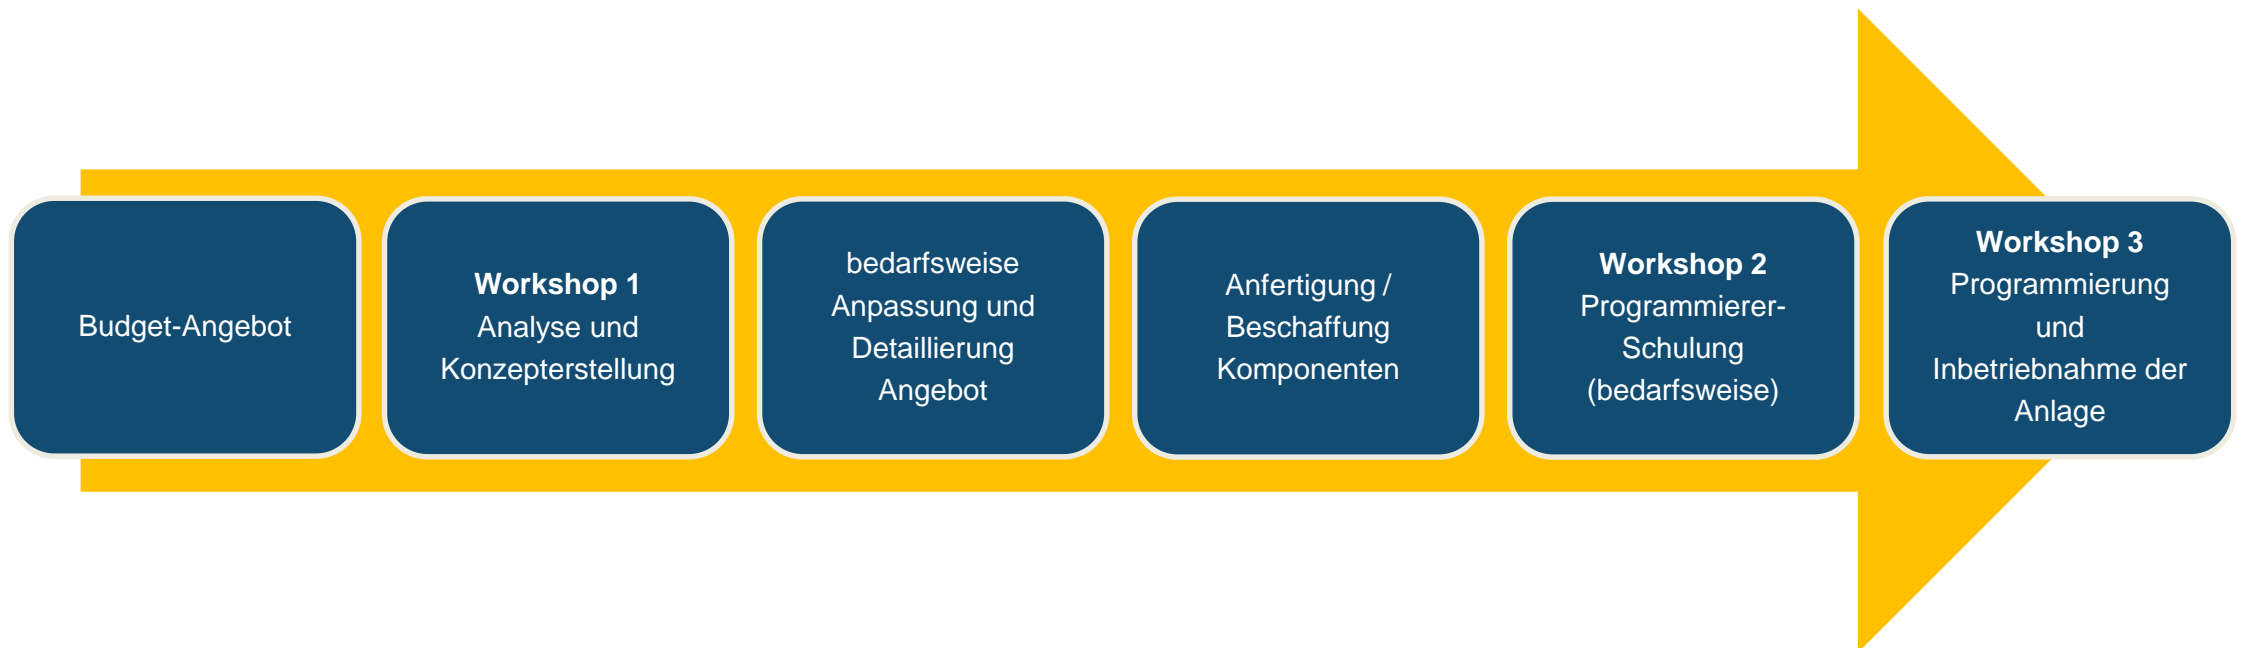 Budget-Angebot
Workshop 1
Analyse und
Konzepterstellung
bedarfsweise
Anpassung und
Detaillierung
Angebot
Anfertigung /
Beschaffung
Komponenten
Workshop 2
Programmierer-
Schulung
(bedarfsweise)
Workshop 3
Programmierung
und
Inbetriebnahme der
Anlage